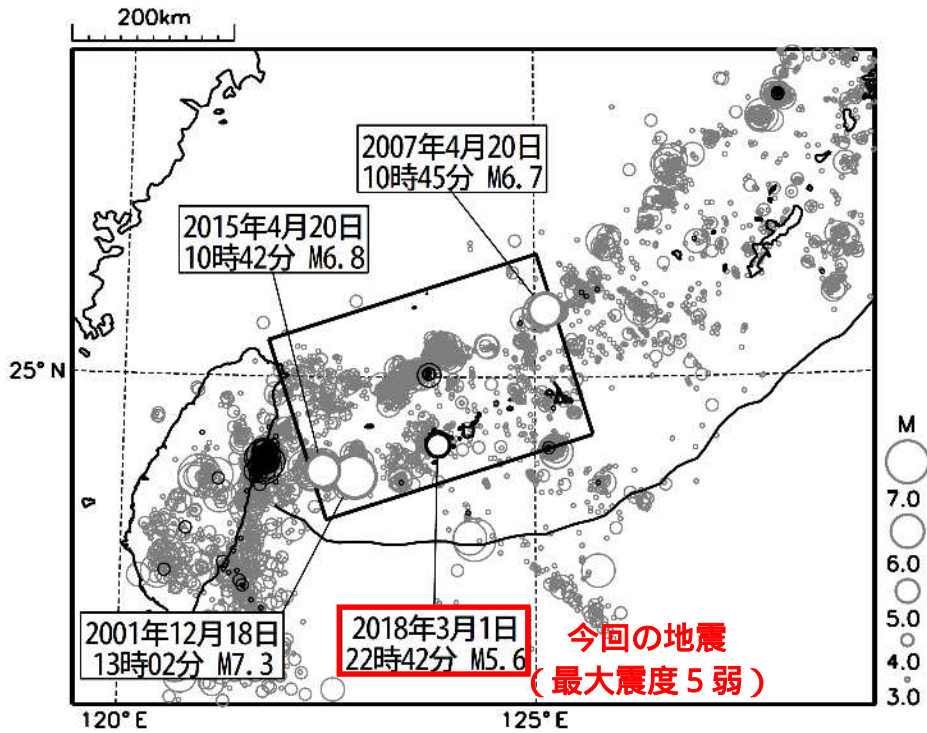 200km
2007年4月20日
10時45分 M6.7
2015年4月20日
10時42分 M6.8
25°N
2001年12月18日
13時02分 M7.3
2018年3月1日
22時42分 M5.6
今回の地震
(最大震度5弱)
M
7.0
6.0
5.0
4.0
3.0
120°E
125°E